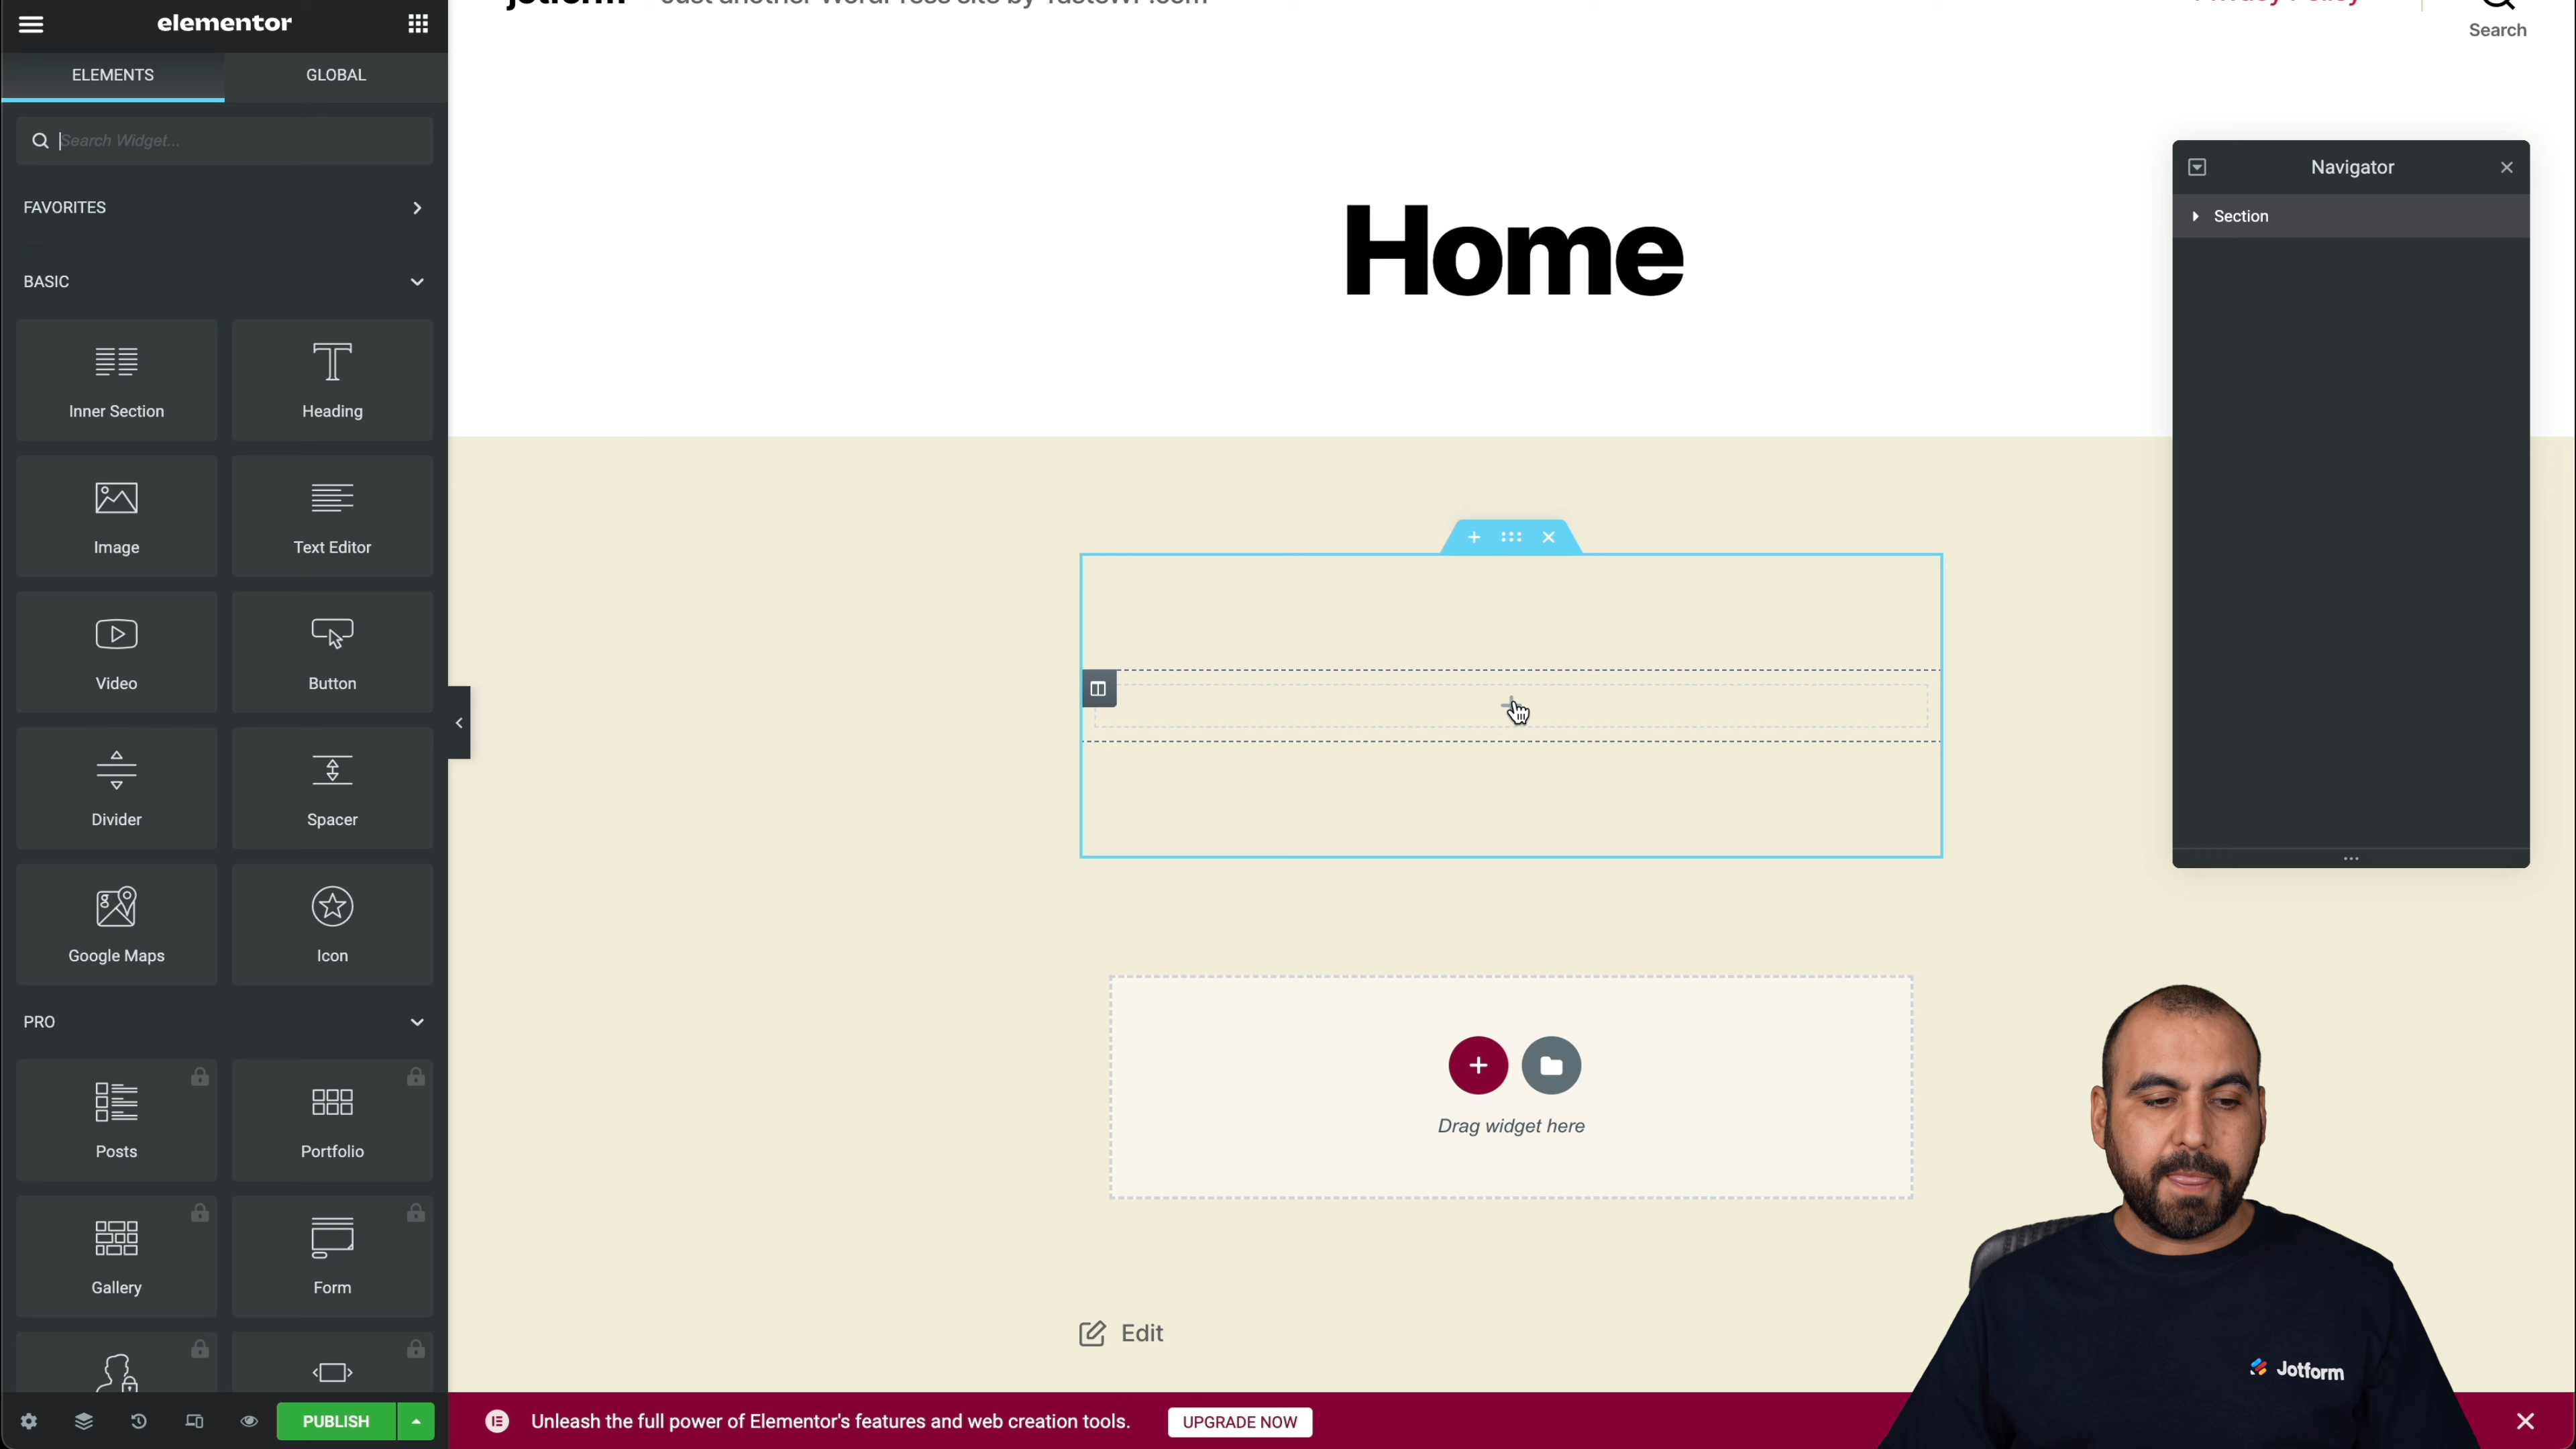 elementor
ELEMENTS
GLOBAL
Search Widget...
FAVORITES
BASIC
Inner Section
Heading
Image
Text Editor
Video
Button
Divider
Spacer
Google Maps
Icon
PRO
Posts
Portfolio
Gallery
Form
PUBLISH
Search
Home
Navigator
Section
Drag widget here
Edit
Jotform
Unleash the full power of Elementor's features and web creation tools.
UPGRADE NOW